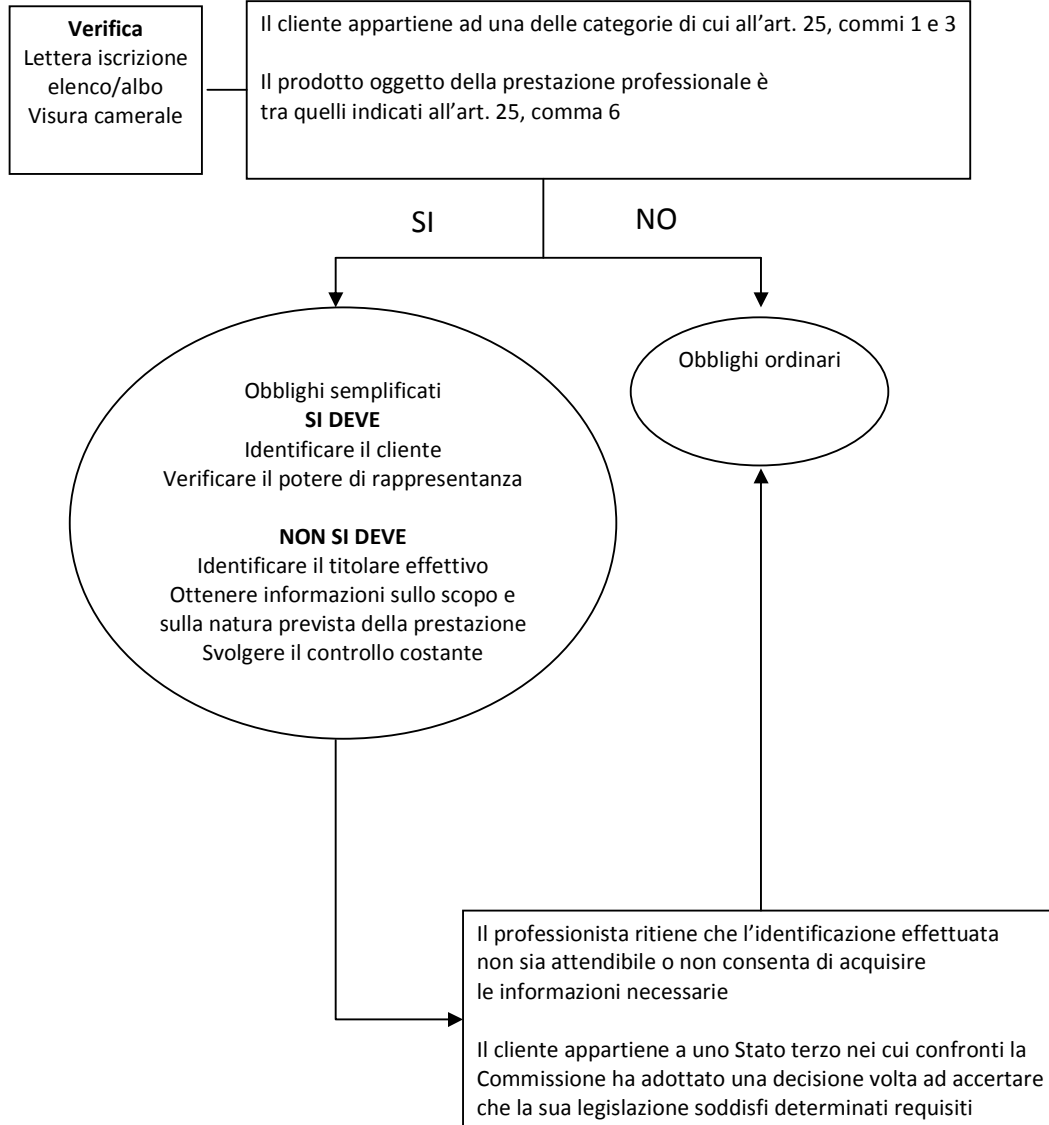 Verifica
Lettera iscrizione
elenco/albo
Visura camerale
Il cliente appartiene ad una delle categorie di cui all'art. 25, commi 1 e 3
Il prodotto oggetto della prestazione professionale è
tra quelli indicati all'art. 25, comma 6
SI
NO
Obblighi semplificati
SI DEVE
Identificare il cliente
Verificare il potere di rappresentanza
NON SI DEVE
Identificare il titolare effettivo
Ottenere informazioni sullo scopo e
sulla natura prevista della prestazione
Svolgere il controllo costante
Obblighi ordinari
Il professionista ritiene che l'identificazione effettuata
non sia attendibile o non consenta di acquisire
le informazioni necessarie
Il cliente appartiene a uno Stato terzo nei cui confronti la
Commissione ha adottato una decisione volta ad accertare
che la sua legislazione soddisfi determinati requisiti